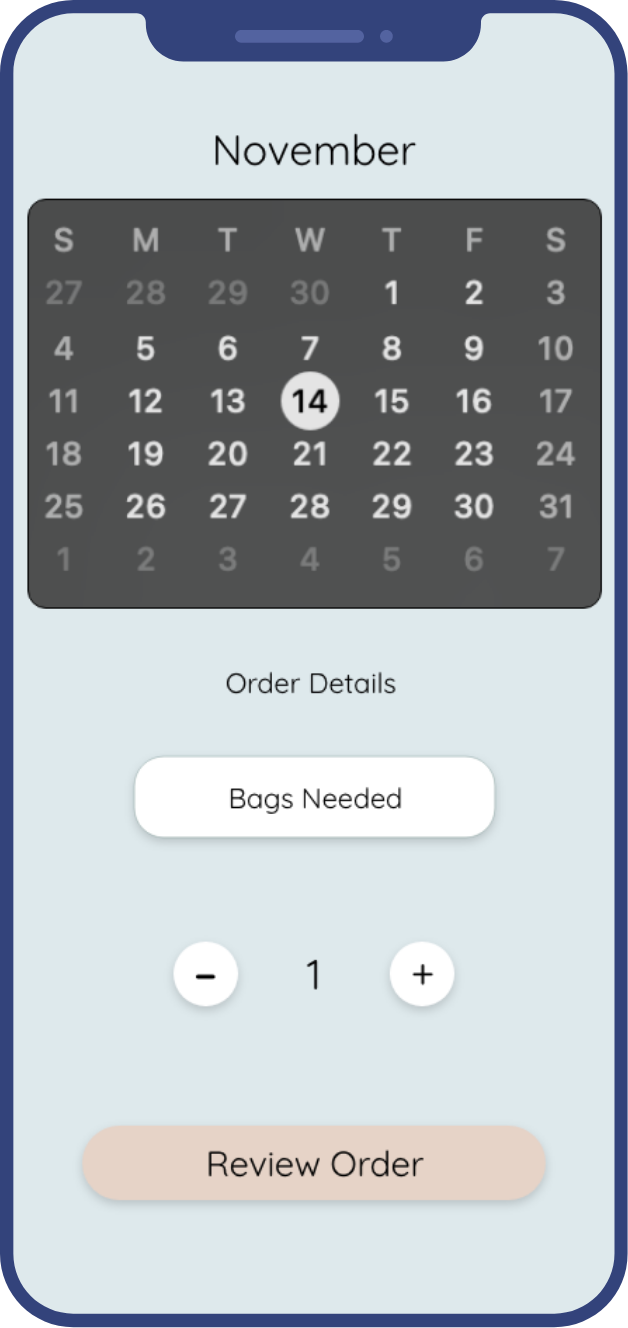 November
S M T W T F S
27 28 29 30 1 2 3
4 5 6 7 8 9 10
11 12 13 14 15 16 17
18 19 20 21 22 23 24
25 26 27 28 29 30 31
1 2 3 4 5 6 7
Order Details
Bags Needed
- 1 +
Review Order